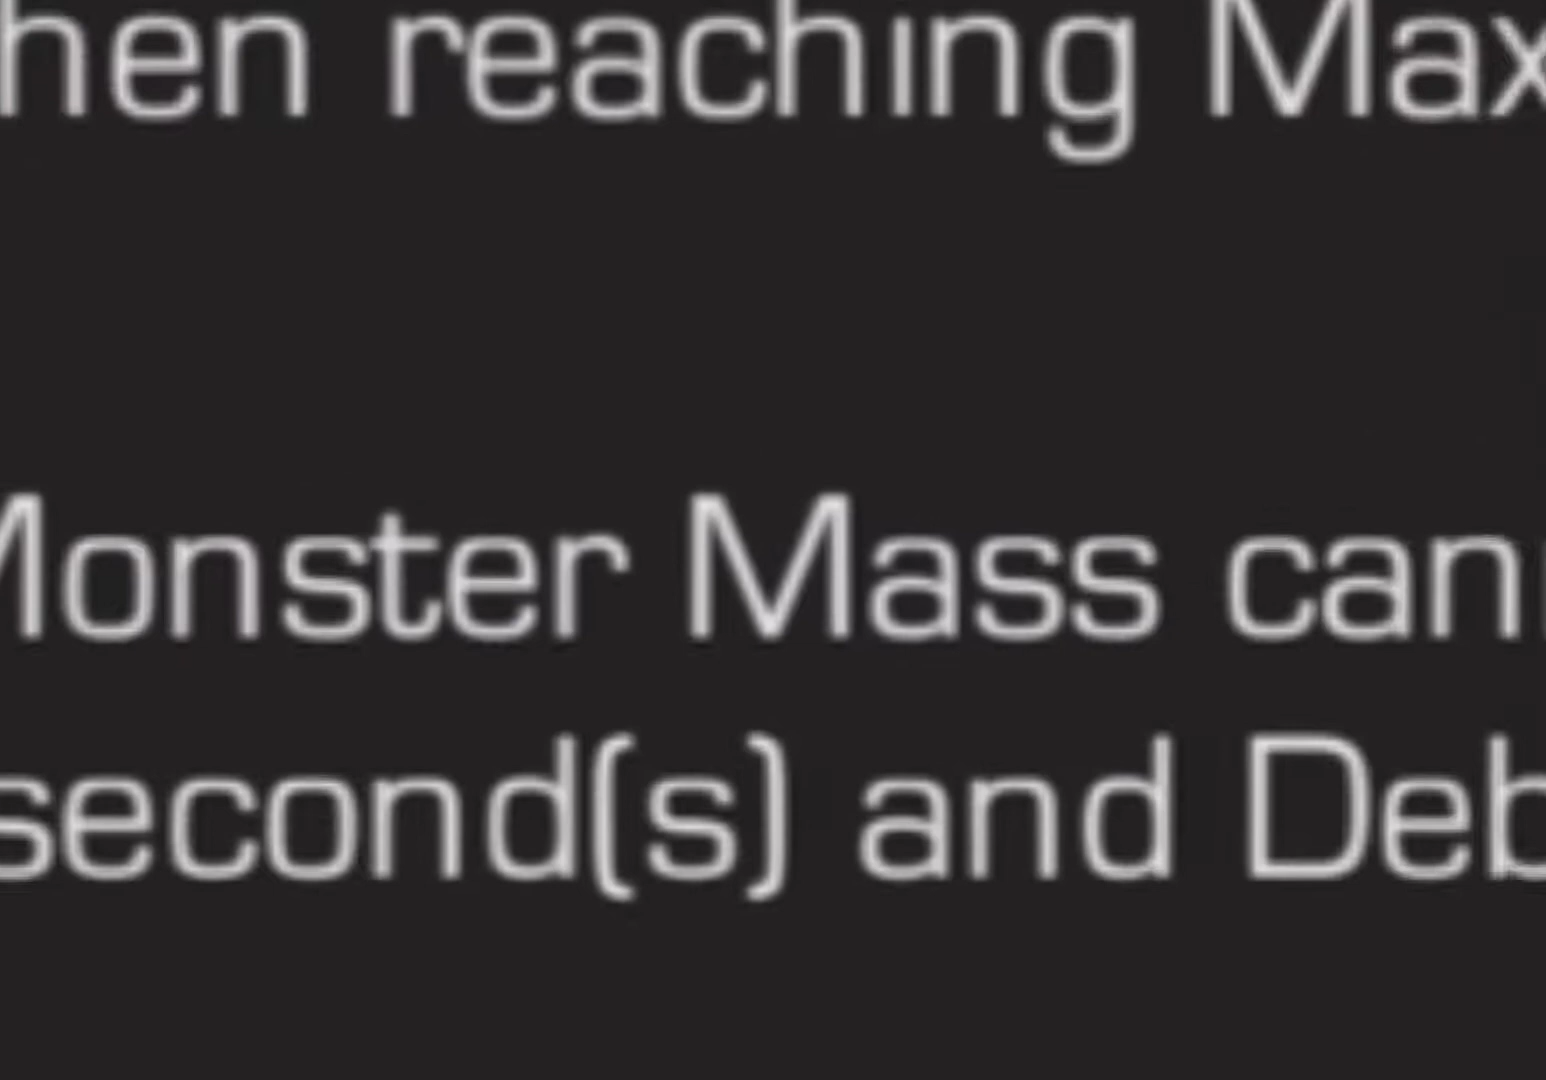 hen reaching Max
Monster Mass can
second(s) and Deb